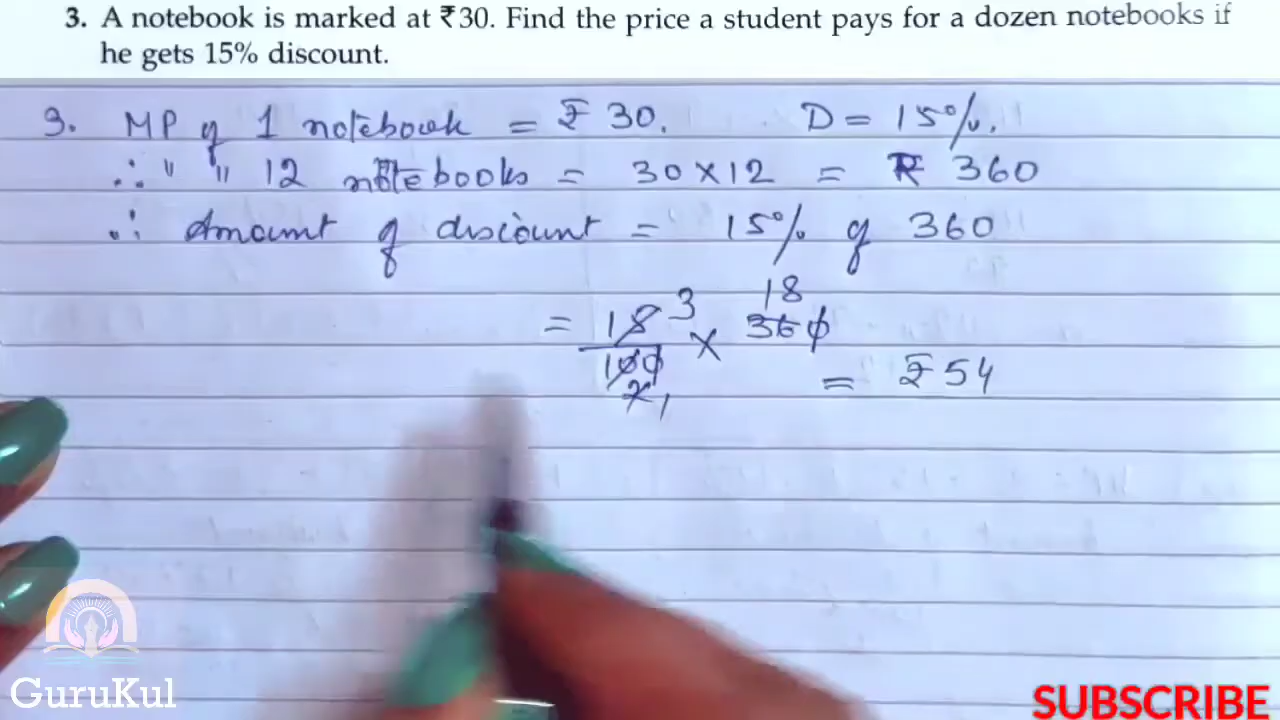 3. A notebook is marked at ₹30. Find the price a student pays for a dozen notebooks if
he gets 15% discount.
3. MP of 1 notebook = ₹ 30. D = 15%.
∴ " " 12 notebooks = 30 × 12 = ₹ 360
∴ Amount of discount = 15% of 360
3 18
= 15 × 360
100
2 1
= ₹ 54
GuruKul
SUBSCRIBE